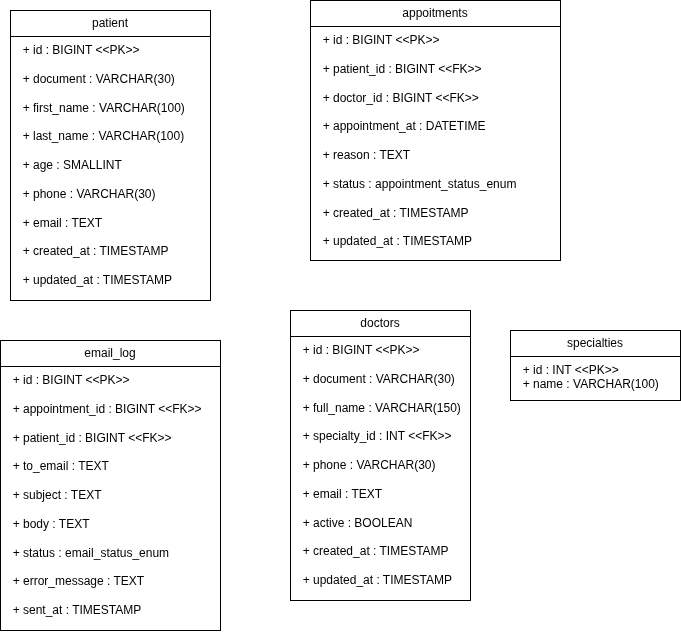 patient
+ id : BIGINT <<PK>>
+ document : VARCHAR(30)
+ first_name : VARCHAR(100)
+ last_name : VARCHAR(100)
+ age : SMALLINT
+ phone : VARCHAR(30)
+ email : TEXT
+ created_at : TIMESTAMP
+ updated_at : TIMESTAMP
appoitments
+ id : BIGINT <<PK>>
+ patient_id : BIGINT <<FK>>
+ doctor_id : BIGINT <<FK>>
+ appointment_at : DATETIME
+ reason : TEXT
+ status : appointment_status_enum
+ created_at : TIMESTAMP
+ updated_at : TIMESTAMP
email_log
+ id : BIGINT <<PK>>
+ appointment_id : BIGINT <<FK>>
+ patient_id : BIGINT <<FK>>
+ to_email : TEXT
+ subject : TEXT
+ body : TEXT
+ status : email_status_enum
+ error_message : TEXT
+ sent_at : TIMESTAMP
doctors
+ id : BIGINT <<PK>>
+ document : VARCHAR(30)
+ full_name : VARCHAR(150)
+ specialty_id : INT <<FK>>
+ phone : VARCHAR(30)
+ email : TEXT
+ active : BOOLEAN
+ created_at : TIMESTAMP
+ updated_at : TIMESTAMP
specialties
+ id : INT <<PK>>
+ name : VARCHAR(100)